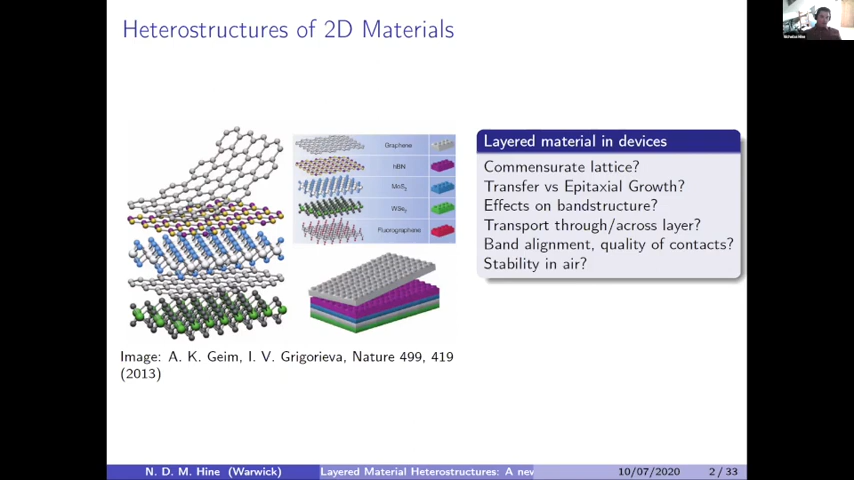 Heterostructures of 2D Materials
Graphene
hBN
MoS₂
WSe₂
Fluorographene
Image: A. K. Geim, I. V. Grigorieva, Nature 499, 419
(2013)
Layered material in devices
Commensurate lattice?
Transfer vs Epitaxial Growth?
Effects on bandstructure?
Transport through/across layer?
Band alignment, quality of contacts?
Stability in air?
N. D. M. Hine (Warwick)
Layered Material Heterostructures: A new
10/07/2020
2 / 33
Nicholas Hine